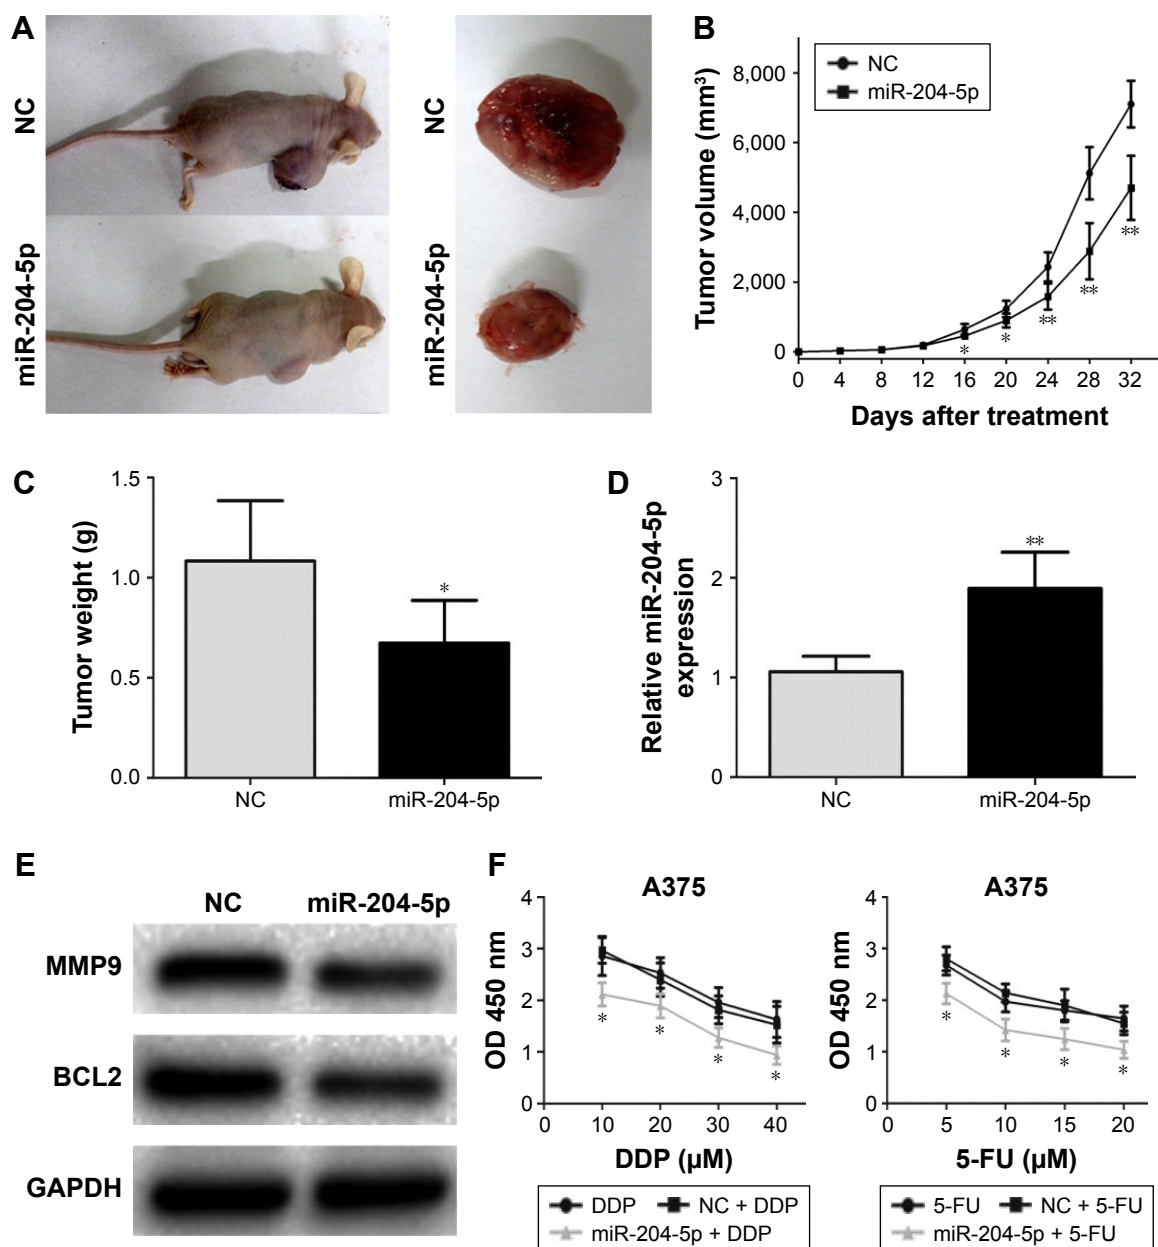 A
NC
miR-204-5p
NC
miR-204-5p
B
NC
miR-204-5p
Tumor volume (mm³)
8,000
6,000
4,000
2,000
0
* * ** ** **
0 4 8 12 16 20 24 28 32
Days after treatment
C
Tumor weight (g)
1.5
1.0
0.5
0.0
*
NC miR-204-5p
D
Relative miR-204-5p
expression
3
2
1
0
**
NC miR-204-5p
E
NC miR-204-5p
MMP9
BCL2
GAPDH
F
A375
OD 450 nm
4
3
2
1
0
* * * *
0 10 20 30 40
DDP (µM)
DDP NC + DDP
miR-204-5p + DDP
A375
OD 450 nm
4
3
2
1
0
* * * *
0 5 10 15 20
5-FU (µM)
5-FU NC + 5-FU
miR-204-5p + 5-FU